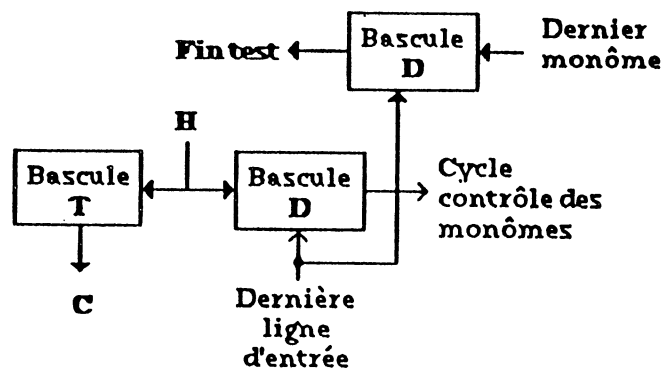 Fin test
Bascule
D
Dernier
monôme
H
Bascule
T
Bascule
D
Cycle
contrôle des
monômes
C
Dernière
ligne
d'entrée